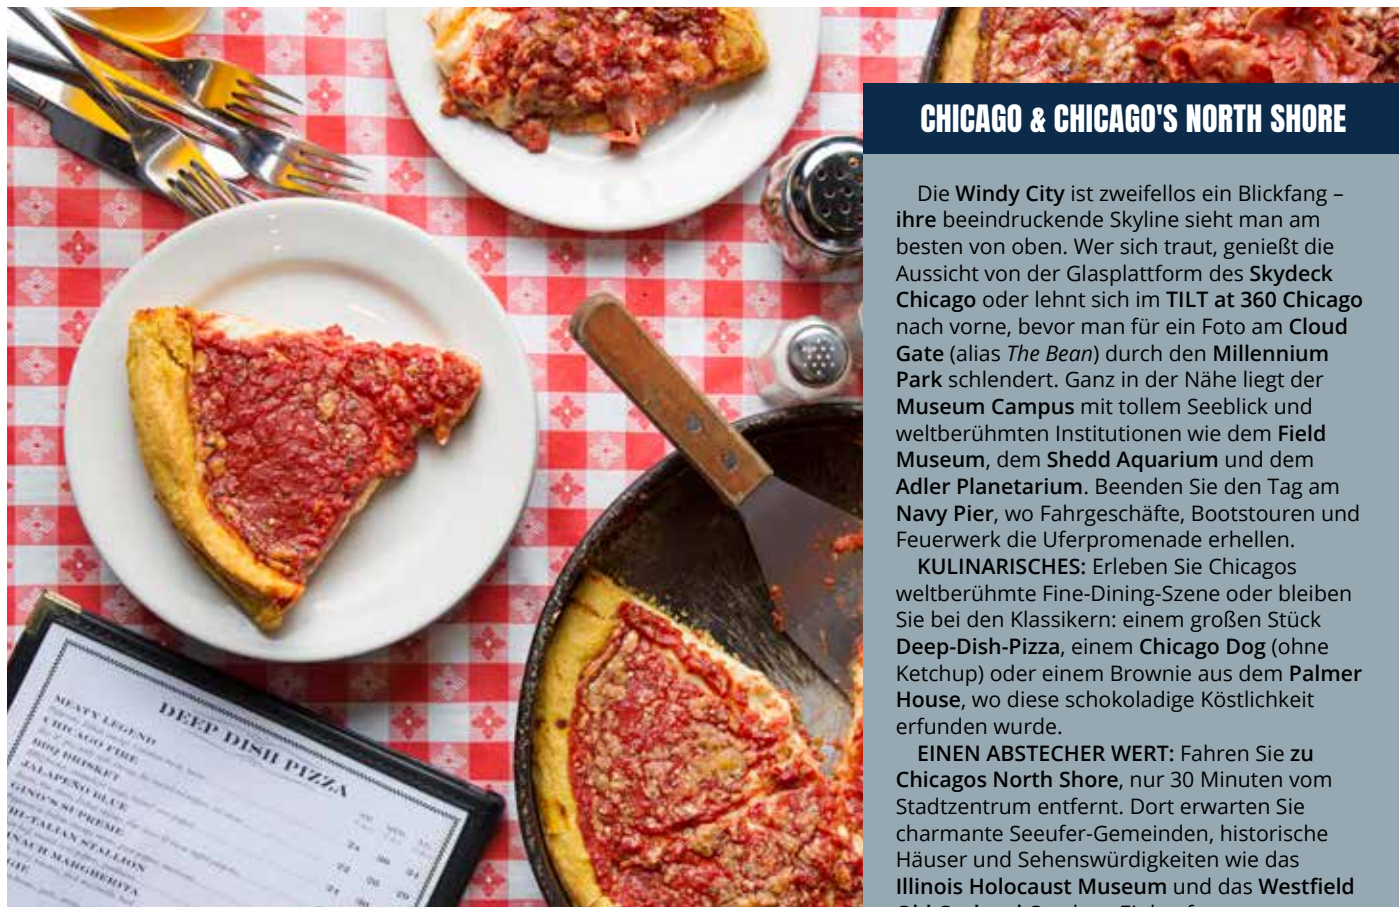 CHICAGO & CHICAGO'S NORTH SHORE
Die Windy City ist zweifellos ein Blickfang –
ihre beeindruckende Skyline sieht man am
besten von oben. Wer sich traut, genießt die
Aussicht von der Glasplattform des Skydeck
Chicago oder lehnt sich im TILT at 360 Chicago
nach vorne, bevor man für ein Foto am Cloud
Gate (alias The Bean) durch den Millennium
Park schlendert. Ganz in der Nähe liegt der
Museum Campus mit tollem Seeblick und
weltberühmten Institutionen wie dem Field
Museum, dem Shedd Aquarium und dem
Adler Planetarium. Beenden Sie den Tag am
Navy Pier, wo Fahrgeschäfte, Bootstouren und
Feuerwerk die Uferpromenade erhellen.
KULINARISCHES: Erleben Sie Chicagos
weltberühmte Fine-Dining-Szene oder bleiben
Sie bei den Klassikern: einem großen Stück
Deep-Dish-Pizza, einem Chicago Dog (ohne
Ketchup) oder einem Brownie aus dem Palmer
House, wo diese schokoladige Köstlichkeit
erfunden wurde.
EINEN ABSTECHER WERT: Fahren Sie zu
Chicagos North Shore, nur 30 Minuten vom
Stadtzentrum entfernt. Dort erwarten Sie
charmante Seeufer-Gemeinden, historische
Häuser und Sehenswürdigkeiten wie das
Illinois Holocaust Museum und das Westfield
DEEP DISH PIZZA
MEATY LEGEND
CHICAGO FIRE
BBQ BRISKET
JALAPEÑO BLUE
GINO'S SUPREME
STALLION
MARGHERITA